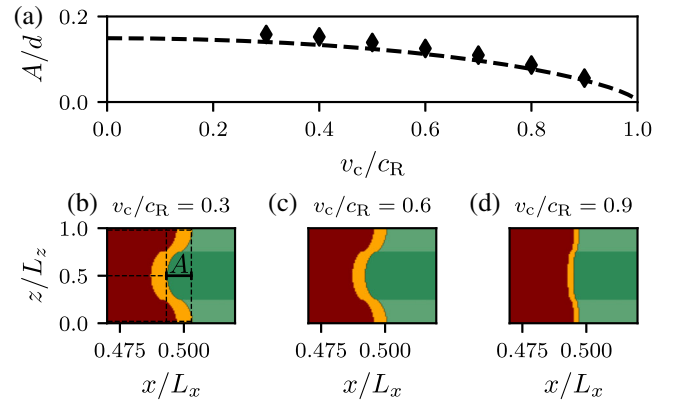 (a)
0.2
0.0
A/d
0.0 0.2 0.4 0.6 0.8 1.0
v_c/c_R
(b) v_c/c_R = 0.3 (c) v_c/c_R = 0.6 (d) v_c/c_R = 0.9
1.0
0.5
0.0
z/L_z
A
0.475 0.500 0.475 0.500 0.475 0.500
x/L_x x/L_x x/L_x